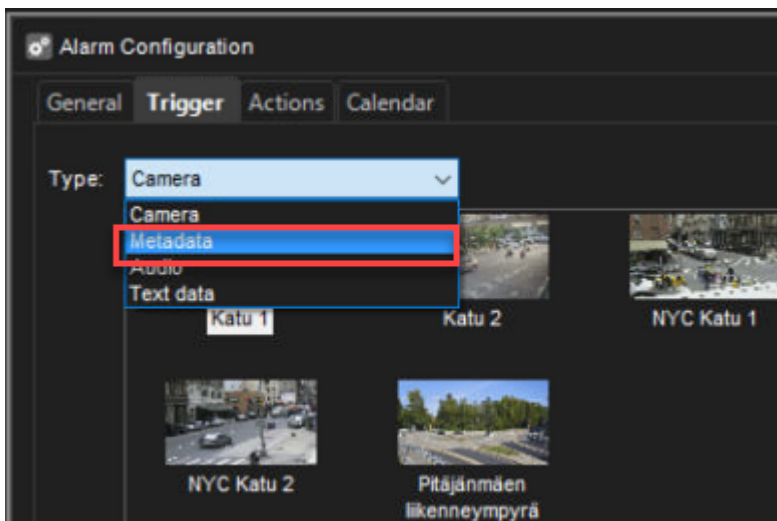 Alarm Configuration
General Trigger Actions Calendar
Type: Camera
Camera
Metadata
Audio
Text data
Katu 1 Katu 2 NYC Katu 1
NYC Katu 2 Pitäjänmäen
liikenneympyrä